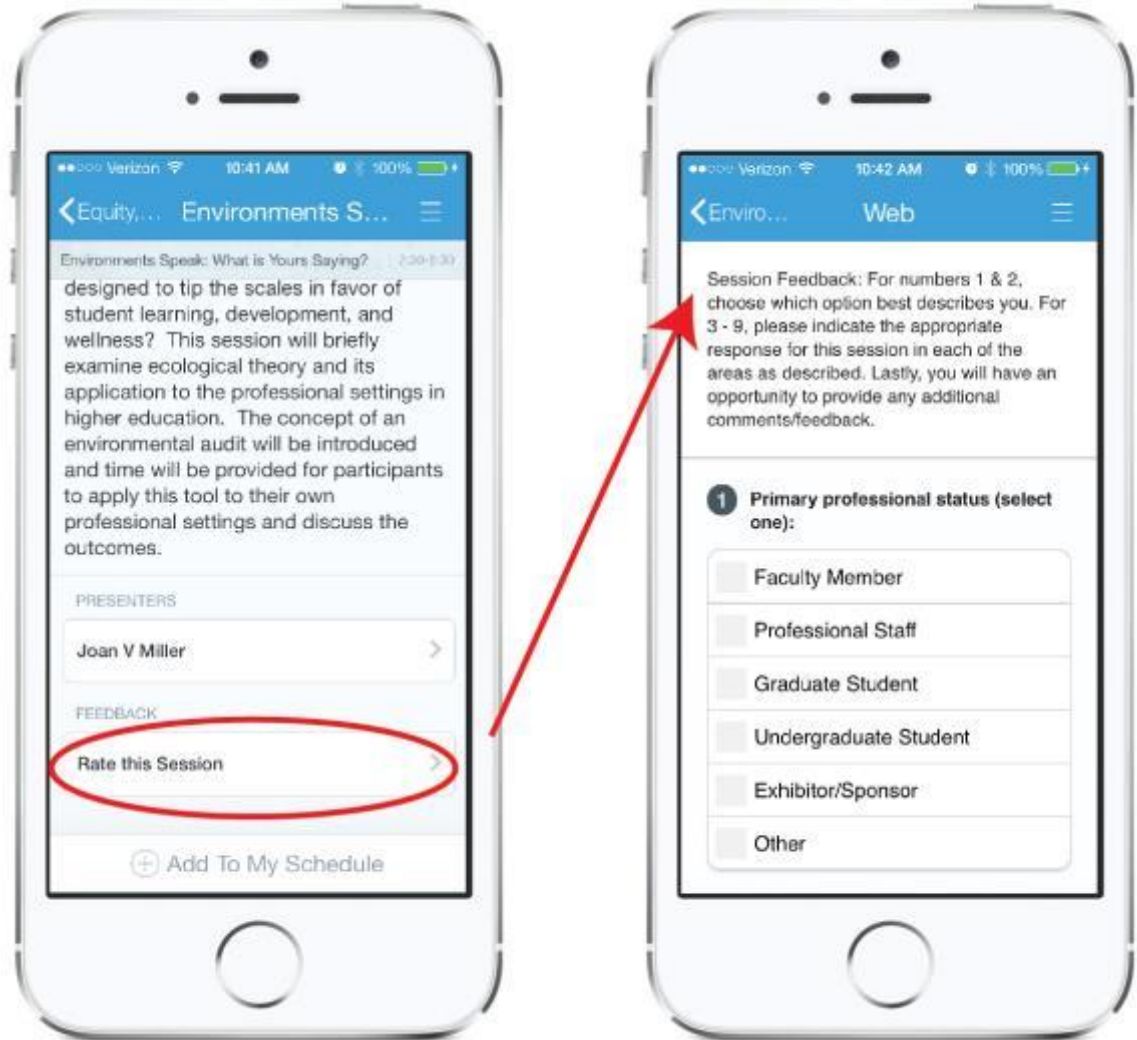 Verizon 10:41 AM 100%
Equity,... Environments S...
Environments Speak: What is Yours Saying?
designed to tip the scales in favor of
student learning, development, and
wellness? This session will briefly
examine ecological theory and its
application to the professional settings in
higher education. The concept of an
environmental audit will be introduced
and time will be provided for participants
to apply this tool to their own
professional settings and discuss the
outcomes.
PRESENTERS
Joan V Miller
FEEDBACK
Rate this Session
Add To My Schedule
Verizon 10:42 AM 100%
Enviro... Web
Session Feedback: For numbers 1 & 2,
choose which option best describes you. For
3 - 9, please indicate the appropriate
response for this session in each of the
areas as described. Lastly, you will have an
opportunity to provide any additional
comments/feedback.
1 Primary professional status (select
one):
Faculty Member
Professional Staff
Graduate Student
Undergraduate Student
Exhibitor/Sponsor
Other